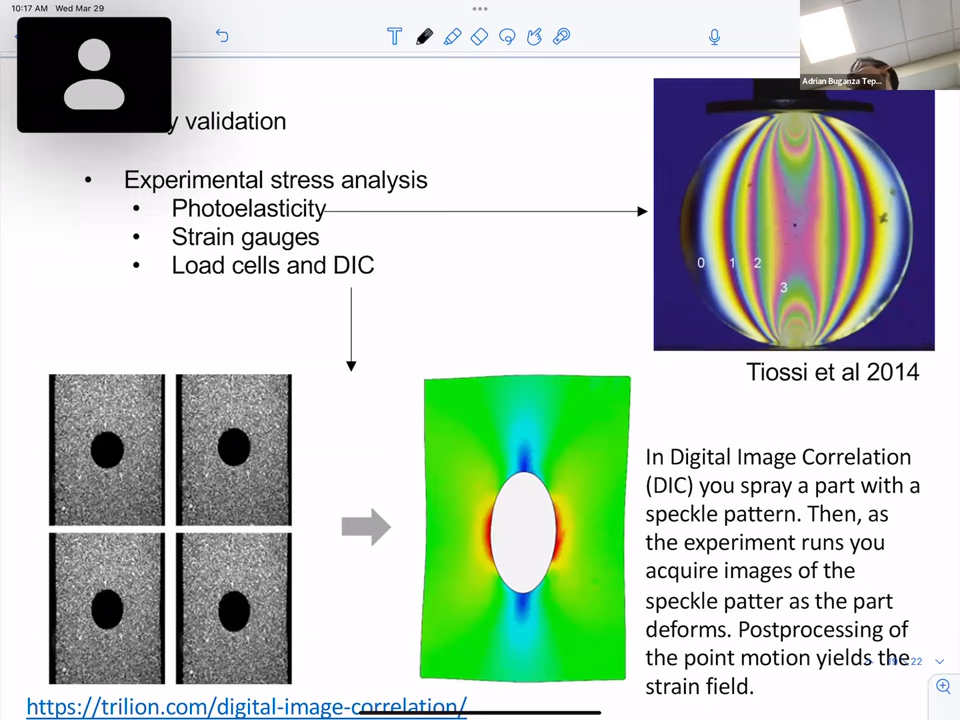 10:17 AM Wed Mar 29
Adrian Buganza Tep...
y validation
• Experimental stress analysis
• Photoelasticity
• Strain gauges
• Load cells and DIC
0 1 2
3
Tiossi et al 2014
In Digital Image Correlation
(DIC) you spray a part with a
speckle pattern. Then, as
the experiment runs you
acquire images of the
speckle patter as the part
deforms. Postprocessing of
the point motion yields the
strain field.
22
https://trilion.com/digital-image-correlation/